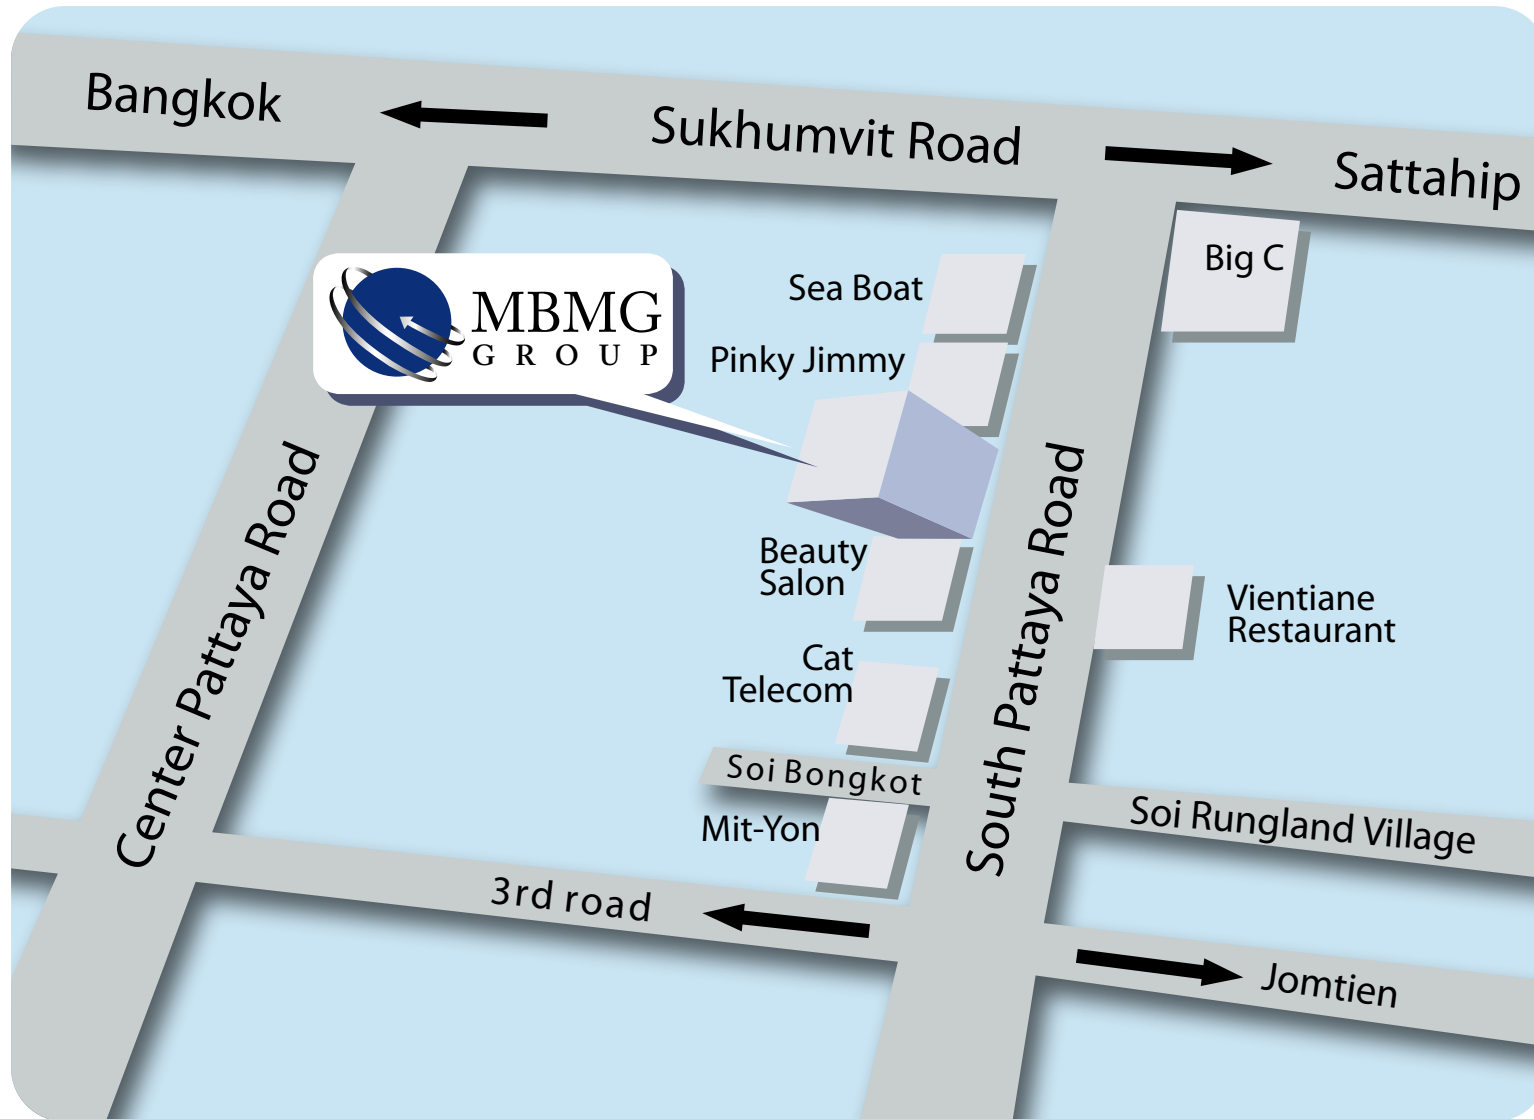 Bangkok
Sukhumvit Road
Sattahip
Big C
Sea Boat
MBMG
GROUP
Pinky Jimmy
Center Pattaya Road
South Pattaya Road
Beauty
Salon
Vientiane
Restaurant
Cat
Telecom
Soi Bongkot
Soi Rungland Village
Mit-Yon
3rd road
Jomtien